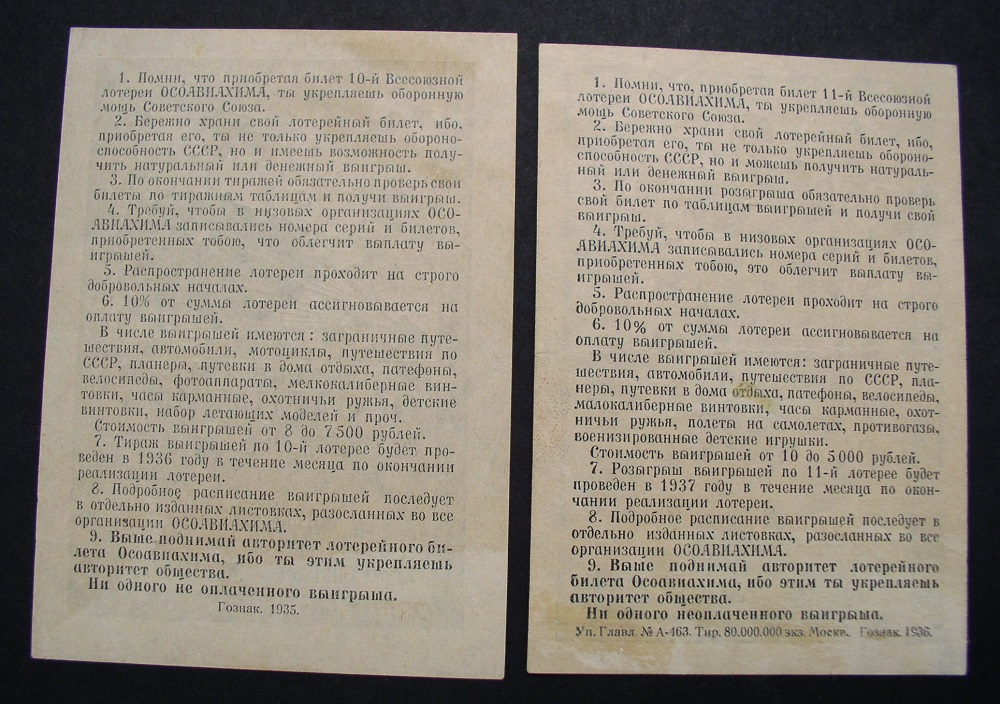 1. Помни, что приобретая билет 10-й Всесоюзной
лотереи ОСОАВИАХИМА, ты укрепляешь оборонную
мощь Советского Союза.
2. Бережно храни свой лотерейный билет, ибо,
приобретая его, ты не только укрепляешь обороно-
способность СССР, но и имеешь возможность полу-
чить натуральный или денежный выигрыш.
3. По окончании тиражей обязательно проверь свои
билеты по тиражным таблицам и получи выигрыш.
4. Требуй, чтобы в низовых организациях ОСО-
АВИАХИМА записывались номера серий и билетов,
приобретенных тобою, что облегчит выплату вы-
игрышей.
5. Распространение лотереи проходит на строго
добровольных началах.
6. 10% от суммы лотереи ассигновывается на
оплату выигрышей.
В числе выигрышей имеются: заграничные путе-
шествия, автомобили, мотоциклы, путешествия по
СССР, планеры, путевки в дома отдыха, патефоны,
велосипеды, фотоаппараты, мелкокалиберные вин-
товки, часы карманные, охотничьи ружья, детские
винтовки, набор летающих моделей и проч.
Стоимость выигрышей от 8 до 7500 рублей.
7. Тираж выигрышей по 10-й лотерее будет про-
веден в 1936 году в течение месяца по окончании
реализации лотереи.
8. Подробное расписание выигрышей последует
в отдельно изданных листовках, разосланных во все
организации ОСОАВИАХИМА.
9. Выше поднимай авторитет лотерейного би-
лета Осоавиахима, ибо ты этим укрепляешь
авторитет общества.
Ни одного не оплаченного выигрыша.
Гознак. 1935.
1. Помни, что, приобретая билет 11-й Всесоюзной
лотереи ОСОАВИАХИМА, ты укрепляешь оборонную
мощь Советского Союза.
2. Бережно храни свой лотерейный билет, ибо,
приобретая его, ты не только укрепляешь обороно-
способность СССР, но и можешь получить натураль-
ный или денежный выигрыш.
3. По окончании розыгрыша обязательно проверь
свой билет по таблицам выигрышей и получи свой
выигрыш.
4. Требуй, чтобы в низовых организациях ОСО-
АВИАХИМА записывались номера серий и билетов,
приобретенных тобою, это облегчит выплату вы-
игрышей.
5. Распространение лотереи проходит на строго
добровольных началах.
6. 10% от суммы лотереи ассигновывается на
оплату выигрышей.
В числе выигрышей имеются: заграничные путе-
шествия, автомобили, путешествия по СССР, пла-
неры, путевки в дома отдыха, патефоны, велосипеды,
малокалиберные винтовки, часы карманные, охот-
ничьи ружья, полеты на самолетах, противогазы,
военизированные детские игрушки.
Стоимость выигрышей от 10 до 5000 рублей.
7. Розыгрыш выигрышей по 11-й лотерее будет
проведен в 1937 году в течение месяца по окон-
чании реализации лотереи.
8. Подробное расписание выигрышей последует в
отдельно изданных листовках, разосланных во все
организации ОСОАВИАХИМА.
9. Выше поднимай авторитет лотерейного
билета Осоавиахима, ибо этим ты укрепляешь
авторитет общества.
Ни одного неоплаченного выигрыша.
Уп. Главл. № А-463. Тир. 80.000.000 экз. Москва. Гознак. 1936.